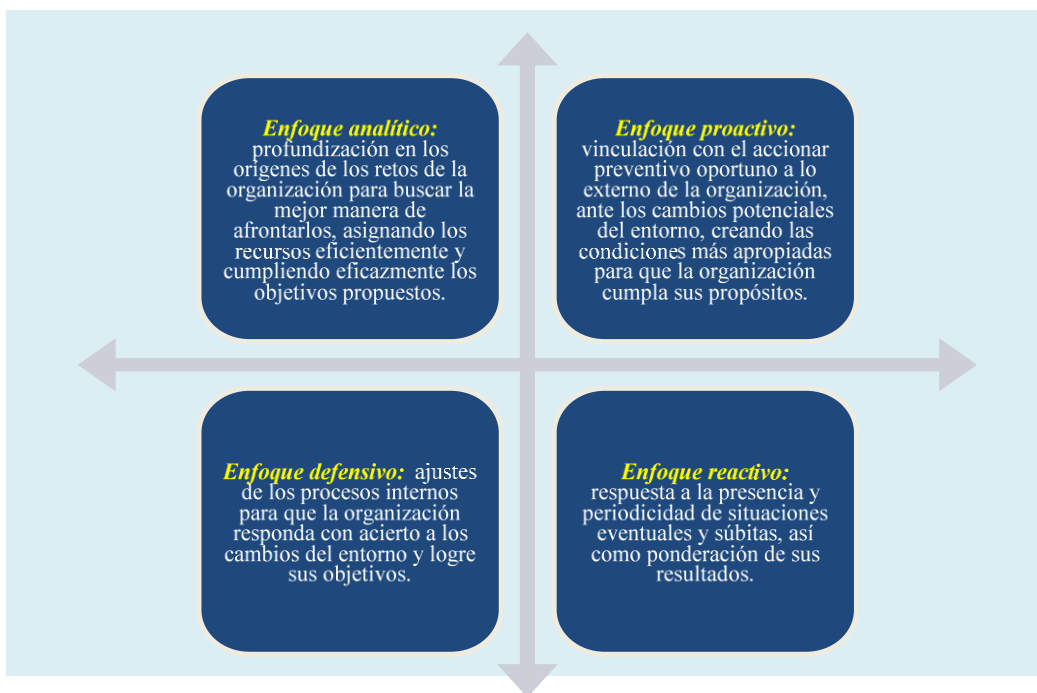 Enfoque analítico:
profundización en los
orígenes de los retos de la
organización para buscar la
mejor manera de
afrontarlos, asignando los
recursos eficientemente y
cumpliendo eficazmente los
objetivos propuestos.
Enfoque proactivo:
vinculación con el accionar
preventivo oportuno a lo
externo de la organización,
ante los cambios potenciales
del entorno, creando las
condiciones más apropiadas
para que la organización
cumpla sus propósitos.
Enfoque defensivo: ajustes
de los procesos internos
para que la organización
responda con acierto a los
cambios del entorno y logre
sus objetivos.
Enfoque reactivo:
respuesta a la presencia y
periodicidad de situaciones
eventuales y súbitas, así
como ponderación de sus
resultados.